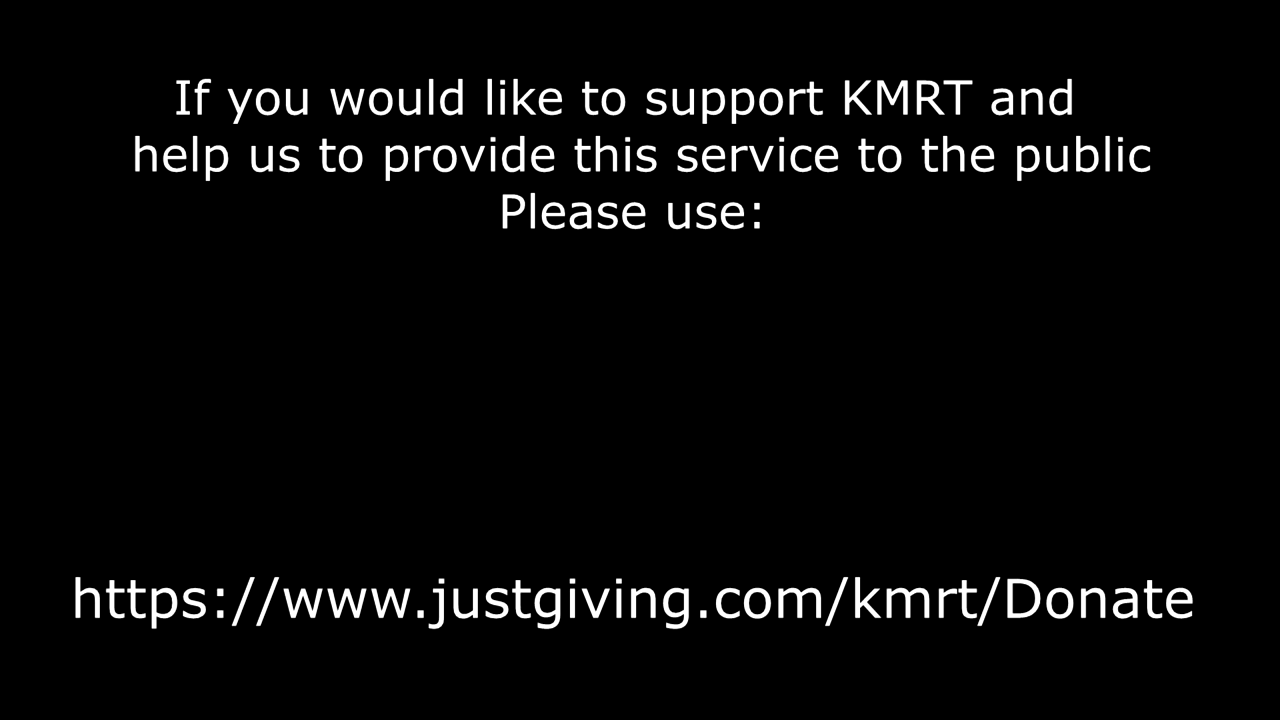 If you would like to support KMRT and
help us to provide this service to the public
Please use:
https://www.justgiving.com/kmrt/Donate